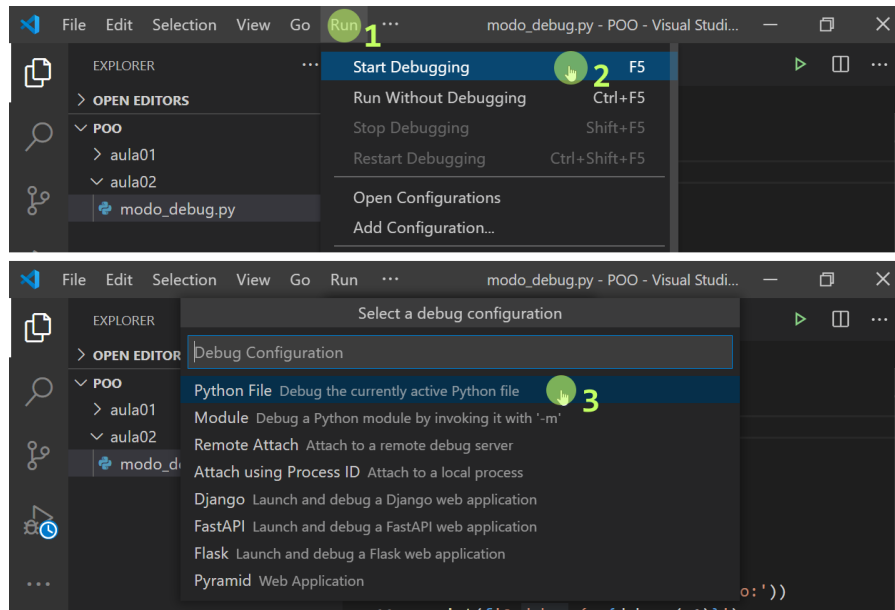 File Edit Selection View Go Run ··· modo_debug.py - POO - Visual Studi...
1
EXPLORER ···
Start Debugging F5
2
> OPEN EDITORS
Run Without Debugging Ctrl+F5
POO
Stop Debugging Shift+F5
> aula01
Restart Debugging Ctrl+Shift+F5
aula02
modo_debug.py
Open Configurations
Add Configuration...
File Edit Selection View Go Run ··· modo_debug.py - POO - Visual Studi...
Select a debug configuration
EXPLORER
Debug Configuration
> OPEN EDITOR
POO
Python File Debug the currently active Python file
3
> aula01
Module Debug a Python module by invoking it with '-m'
aula02
Remote Attach Attach to a remote debug server
modo_d
Attach using Process ID Attach to a local process
Django Launch and debug a Django web application
FastAPI Launch and debug a FastAPI web application
Flask Launch and debug a Flask web application
Pyramid Web Application
o:'))